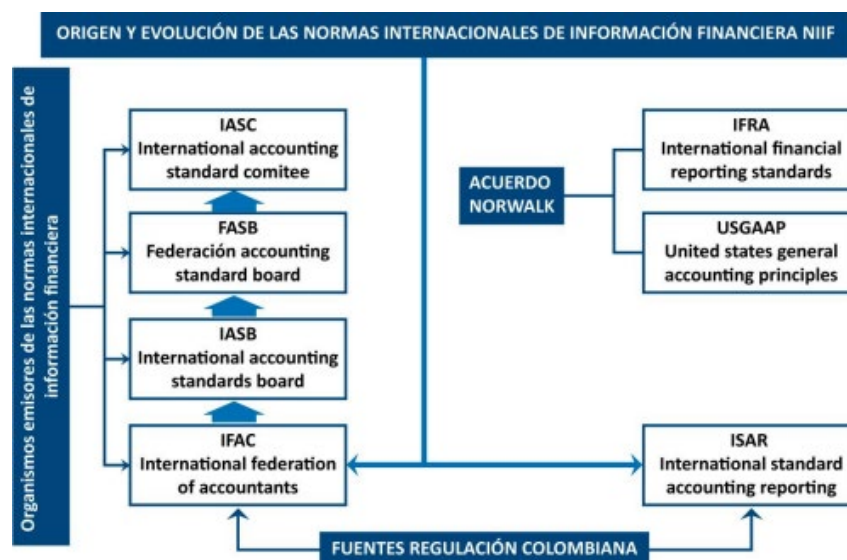 ORIGEN Y EVOLUCIÓN DE LAS NORMAS INTERNACIONALES DE INFORMACIÓN FINANCIERA NIIF
Organismos emisores de las normas internacionales de
información financiera
IASC
International accounting
standard comitee
FASB
Federación accounting
standard board
IASB
International accounting
standards board
IFAC
International federation
of accountants
ACUERDO
NORWALK
IFRA
International financial
reporting standards
USGAAP
United states general
accounting principles
ISAR
International standard
accounting reporting
FUENTES REGULACIÓN COLOMBIANA